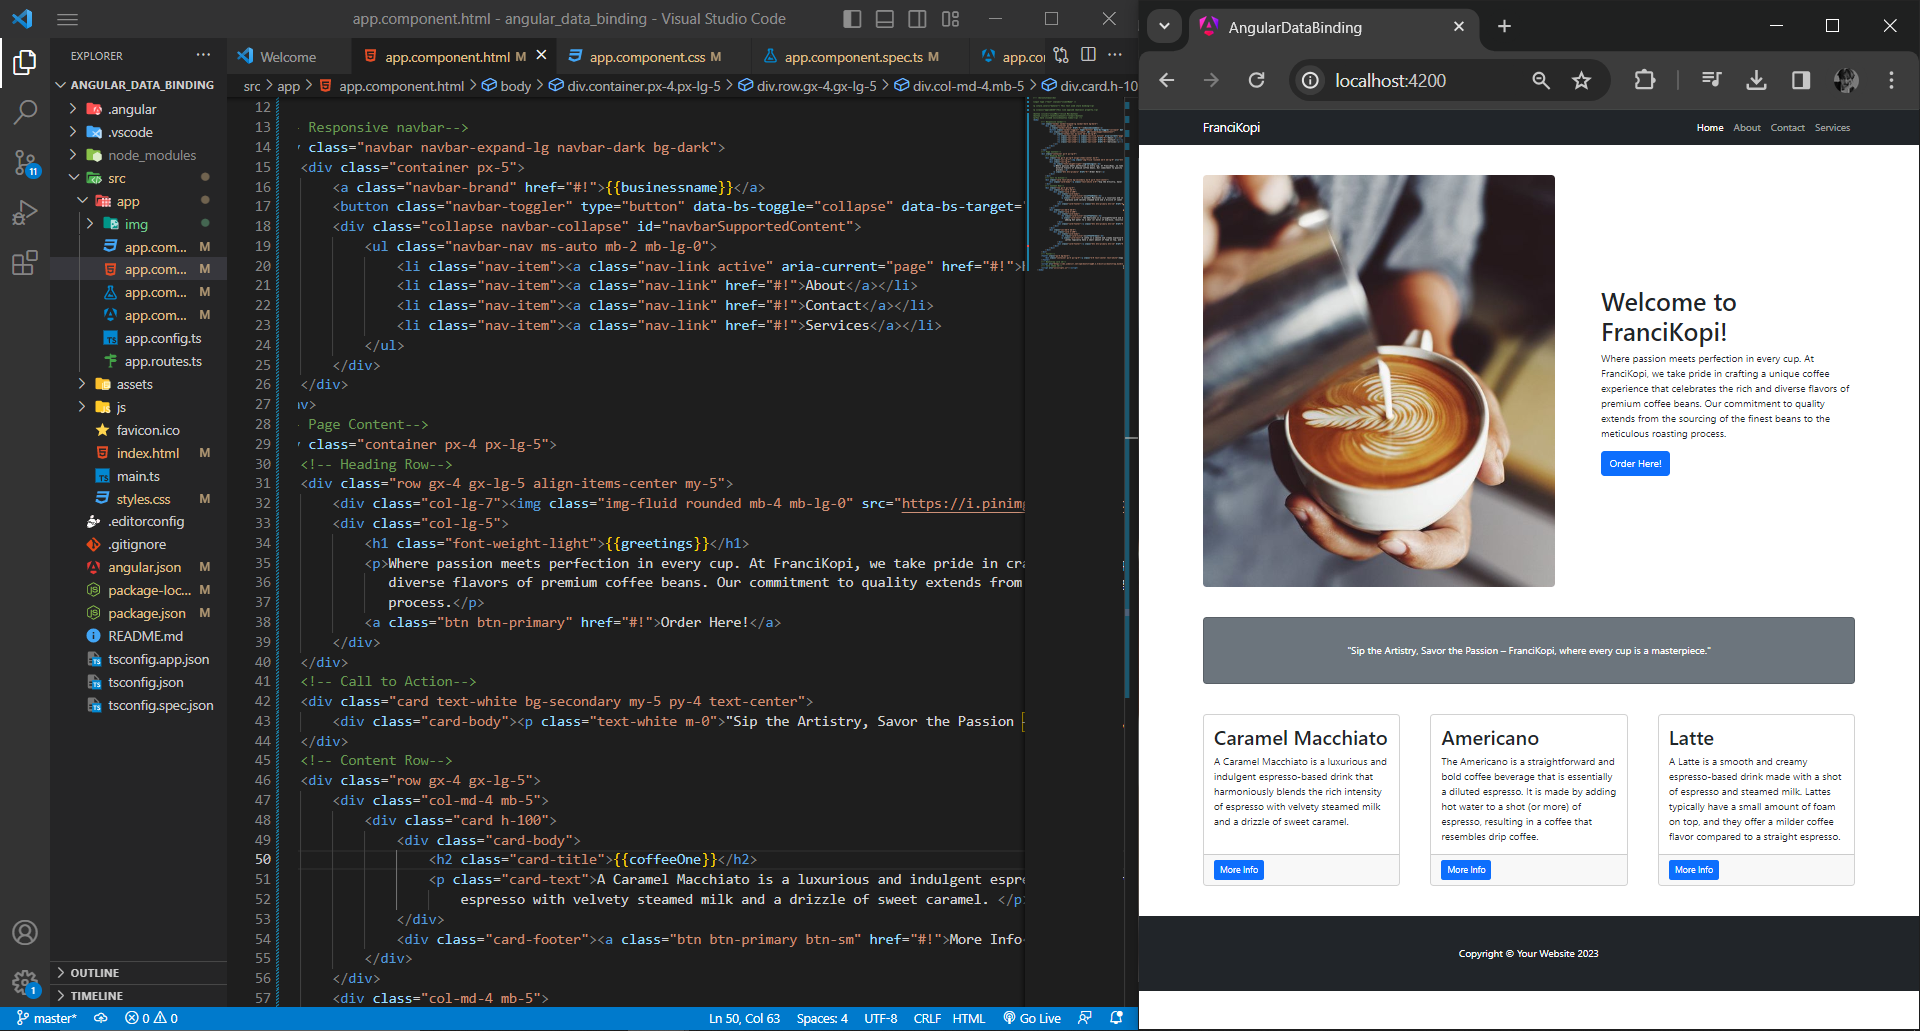 app.component.html - angular_data_binding - Visual Studio Code
EXPLORER
ANGULAR_DATA_BINDING
.angular
.vscode
node_modules
src
app
img
app.com... M
app.com... M
app.com... M
app.com... M
app.config.ts
app.routes.ts
assets
js
favicon.ico
index.html M
main.ts
styles.css M
.editorconfig
.gitignore
angular.json M
package-loc... M
package.json M
README.md
tsconfig.app.json
tsconfig.json
tsconfig.spec.json
OUTLINE
TIMELINE
11
1
Welcome
app.component.html M
app.component.css M
app.component.spec.ts M
app.co
src > app > app.component.html > body > div.container.px-4.px-lg-5 > div.row.gx-4.gx-lg-5 > div.col-md-4.mb-5 > div.card.h-10
12
13 Responsive navbar-->
14 class="navbar navbar-expand-lg navbar-dark bg-dark">
15 <div class="container px-5">
16 <a class="navbar-brand" href="#!">{{businessname}}</a>
17 <button class="navbar-toggler" type="button" data-bs-toggle="collapse" data-bs-target=
18 <div class="collapse navbar-collapse" id="navbarSupportedContent">
19 <ul class="navbar-nav ms-auto mb-2 mb-lg-0">
20 <li class="nav-item"><a class="nav-link active" aria-current="page" href="#!">
21 <li class="nav-item"><a class="nav-link" href="#!">About</a></li>
22 <li class="nav-item"><a class="nav-link" href="#!">Contact</a></li>
23 <li class="nav-item"><a class="nav-link" href="#!">Services</a></li>
24 </ul>
25 </div>
26 </div>
27 v>
28 Page Content-->
29 class="container px-4 px-lg-5">
30 <!-- Heading Row-->
31 <div class="row gx-4 gx-lg-5 align-items-center my-5">
32 <div class="col-lg-7"><img class="img-fluid rounded mb-4 mb-lg-0" src="https://i.pinim
33 <div class="col-lg-5">
34 <h1 class="font-weight-light">{{greetings}}</h1>
35 <p>Where passion meets perfection in every cup. At FranciKopi, we take pride in cra
36 diverse flavors of premium coffee beans. Our commitment to quality extends from
37 process.</p>
38 <a class="btn btn-primary" href="#!">Order Here!</a>
39 </div>
40 </div>
41 <!-- Call to Action-->
42 <div class="card text-white bg-secondary my-5 py-4 text-center">
43 <div class="card-body"><p class="text-white m-0">"Sip the Artistry, Savor the Passion
44 </div>
45 <!-- Content Row-->
46 <div class="row gx-4 gx-lg-5">
47 <div class="col-md-4 mb-5">
48 <div class="card h-100">
49 <div class="card-body">
50 <h2 class="card-title">{{coffeeOne}}</h2>
51 <p class="card-text">A Caramel Macchiato is a luxurious and indulgent espre
52 espresso with velvety steamed milk and a drizzle of sweet caramel. </p
53 </div>
54 <div class="card-footer"><a class="btn btn-primary btn-sm" href="#!">More Info
55 </div>
56 </div>
57 <div class="col-md-4 mb-5">
master* 0 0 Ln 50, Col 63 Spaces: 4 UTF-8 CRLF HTML Go Live
AngularDataBinding
localhost:4200
FranciKopi
Home About Contact Services
Welcome to
FranciKopi!
Where passion meets perfection in every cup. At
FranciKopi, we take pride in crafting a unique coffee
experience that celebrates the rich and diverse flavors of
premium coffee beans. Our commitment to quality
extends from the sourcing of the finest beans to the
meticulous roasting process.
Order Here!
"Sip the Artistry, Savor the Passion – FranciKopi, where every cup is a masterpiece."
Caramel Macchiato
A Caramel Macchiato is a luxurious and
indulgent espresso-based drink that
harmoniously blends the rich intensity
of espresso with velvety steamed milk
and a drizzle of sweet caramel.
More Info
Americano
The Americano is a straightforward and
bold coffee beverage that is essentially
a diluted espresso. It is made by adding
hot water to a shot (or more) of
espresso, resulting in a coffee that
resembles drip coffee.
More Info
Latte
A Latte is a smooth and creamy
espresso-based drink made with a shot
of espresso and steamed milk. Lattes
typically have a small amount of foam
on top, and they offer a milder coffee
flavor compared to a straight espresso.
More Info
Copyright © Your Website 2023